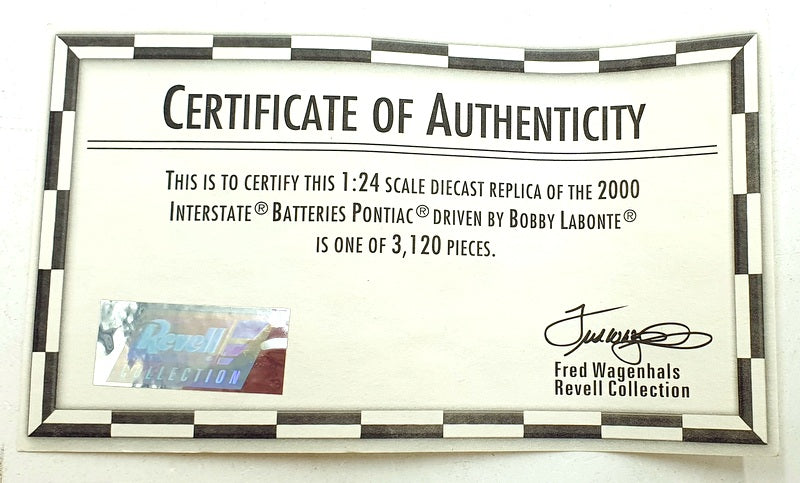 CERTIFICATE OF AUTHENTICITY
THIS IS TO CERTIFY THIS 1:24 SCALE DIECAST REPLICA OF THE 2000
INTERSTATE® BATTERIES PONTIAC® DRIVEN BY BOBBY LABONTE®
IS ONE OF 3,120 PIECES.
Revell
COLLECTION
Fred Wagenhals
Revell Collection